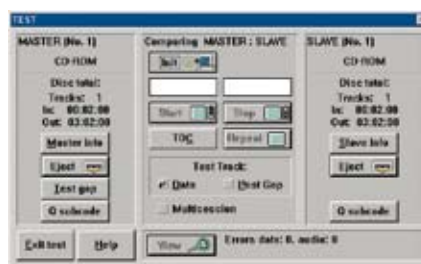 TEST
MASTER (No. 1)
CD-ROM
Disc total:
Tracks: 1
In: 00:02:00
Out: 03:02:00
Master Info
Eject
Test gap
Q subcode
Comparing MASTER : SLAVE
Init
Start
Stop
TOC
Repeat
Test Track:
Data
Post Gap
Multisession
SLAVE (No. 1)
CD-ROM
Disc total:
Tracks: 1
In: 00:02:00
Out: 03:02:00
Slave Info
Eject
Q subcode
Exit test
Help
View
Errors data: 0, audio: 0